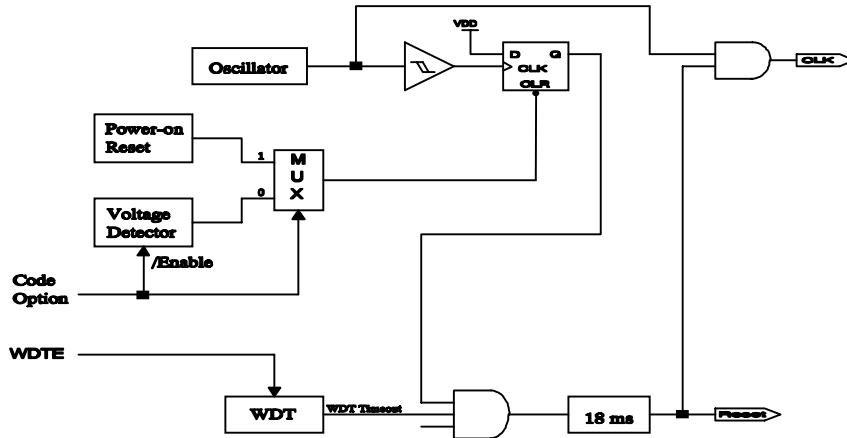 VDD
Oscillator
D Q
CLK
CLR
CLK
Power-on
Reset
1
M
U
X
0
Voltage
Detector
/Enable
Code
Option
WDTE
WDT
WDT Timeout
18 ms
Reset